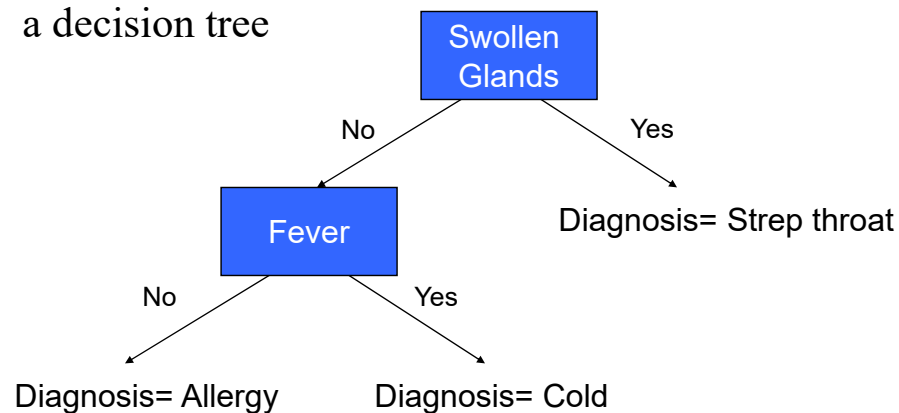 a decision tree
Swollen
Glands
No
Yes
Fever
Diagnosis= Strep throat
No
Yes
Diagnosis= Allergy
Diagnosis= Cold